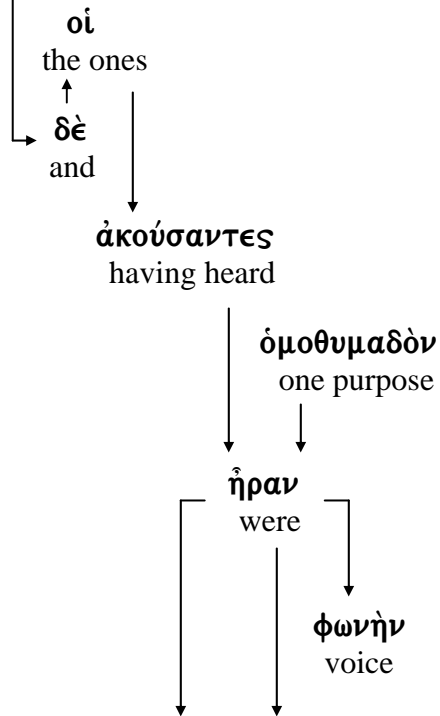 οἱ
the ones
δὲ
and
ἀκούσαντες
having heard
ὁμοθυμαδὸν
one purpose
ἦραν
were
φωνὴν
voice